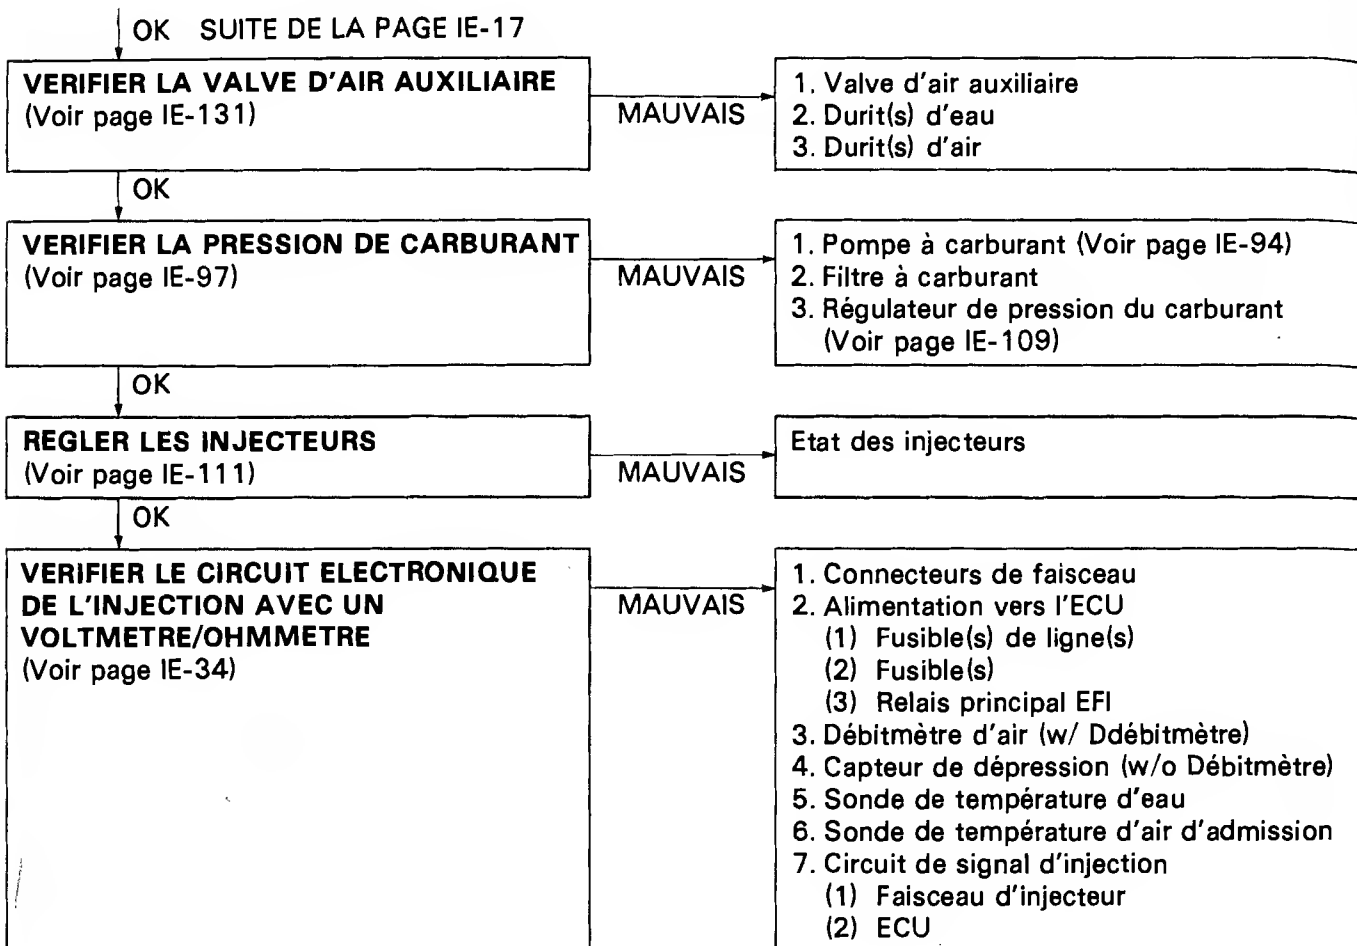 OK SUITE DE LA PAGE IE-17
VERIFIER LA VALVE D'AIR AUXILIAIRE
(Voir page IE-131)
MAUVAIS
1. Valve d'air auxiliaire
2. Durit(s) d'eau
3. Durit(s) d'air
OK
VERIFIER LA PRESSION DE CARBURANT
(Voir page IE-97)
MAUVAIS
1. Pompe à carburant (Voir page IE-94)
2. Filtre à carburant
3. Régulateur de pression du carburant
(Voir page IE-109)
OK
REGLER LES INJECTEURS
(Voir page IE-111)
MAUVAIS
Etat des injecteurs
OK
VERIFIER LE CIRCUIT ELECTRONIQUE
DE L'INJECTION AVEC UN
VOLTMETRE/OHMMETRE
(Voir page IE-34)
MAUVAIS
1. Connecteurs de faisceau
2. Alimentation vers l'ECU
(1) Fusible(s) de ligne(s)
(2) Fusible(s)
(3) Relais principal EFI
3. Débitmètre d'air (w/ Ddébitmètre)
4. Capteur de dépression (w/o Débitmètre)
5. Sonde de température d'eau
6. Sonde de température d'air d'admission
7. Circuit de signal d'injection
(1) Faisceau d'injecteur
(2) ECU